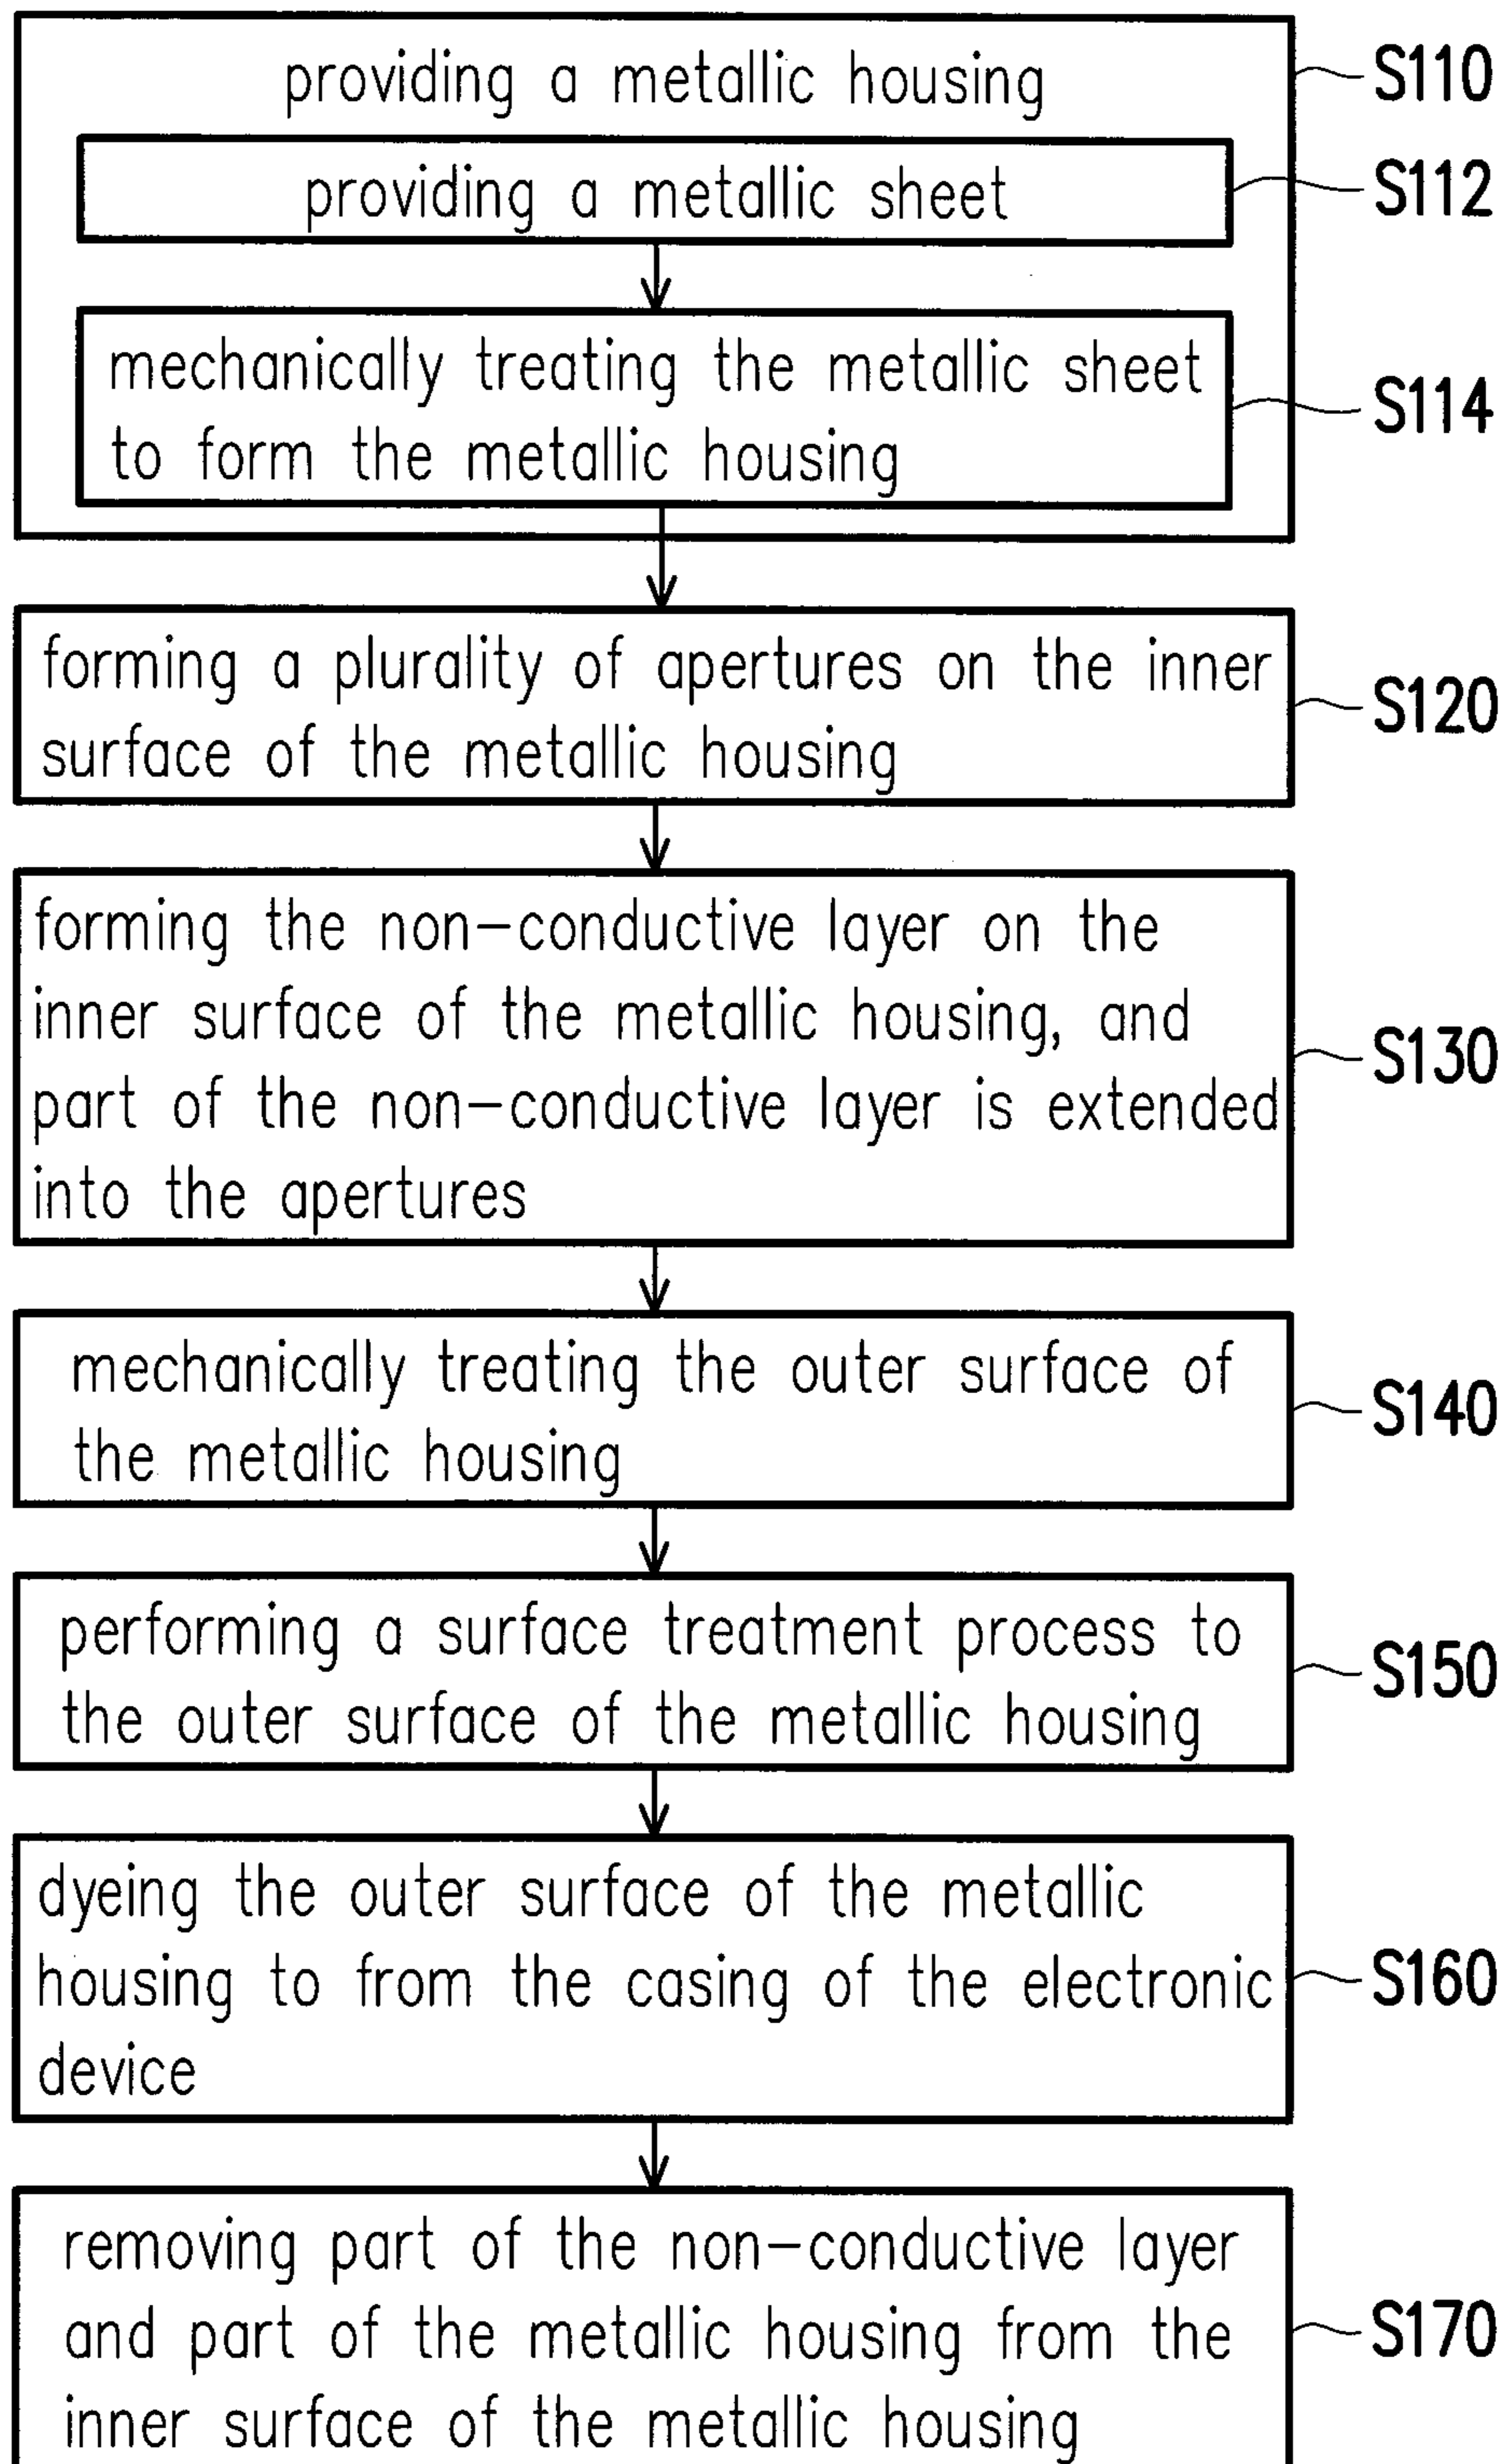 providing a metallic housing
S110
providing a metallic sheet
S112
mechanically treating the metallic sheet
to form the metallic housing
S114
forming a plurality of apertures on the inner
surface of the metallic housing
S120
forming the non-conductive layer on the
inner surface of the metallic housing, and
part of the non-conductive layer is extended
into the apertures
S130
mechanically treating the outer surface of
the metallic housing
S140
performing a surface treatment process to
the outer surface of the metallic housing
S150
dyeing the outer surface of the metallic
housing to from the casing of the electronic
device
S160
removing part of the non-conductive layer
and part of the metallic housing from the
inner surface of the metallic housing
S170